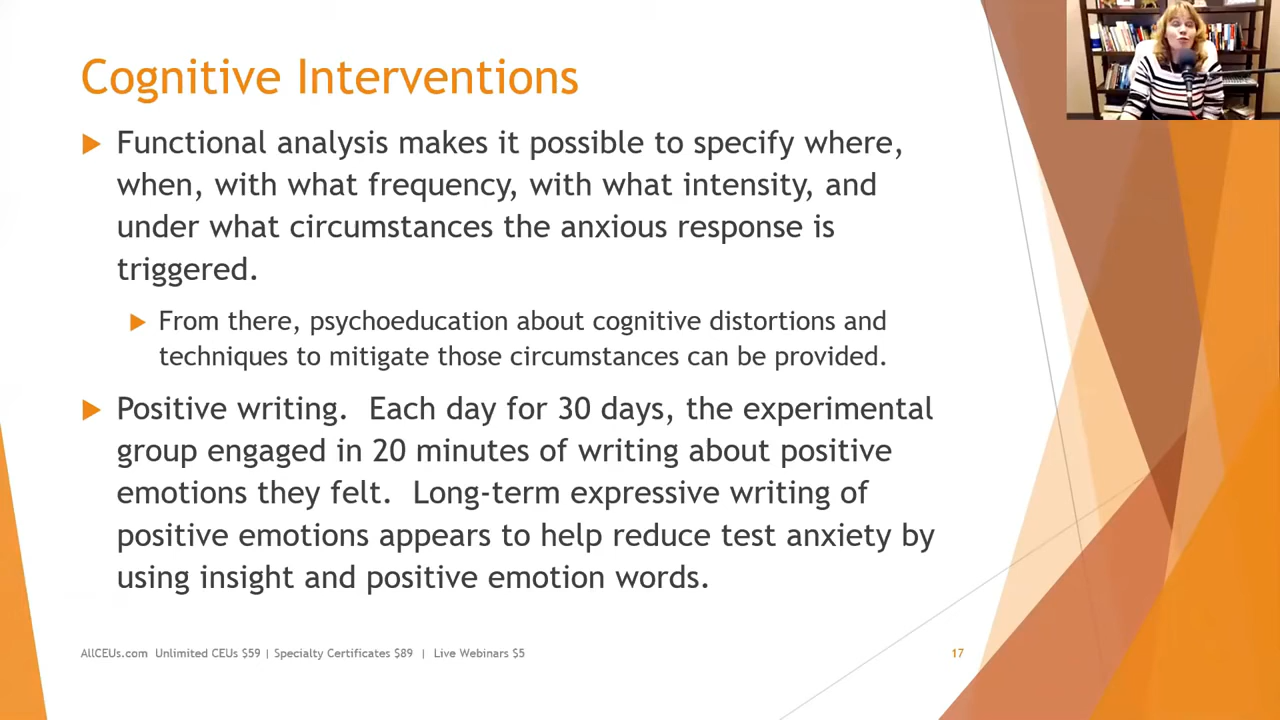 Cognitive Interventions
Functional analysis makes it possible to specify where,
when, with what frequency, with what intensity, and
under what circumstances the anxious response is
triggered.
From there, psychoeducation about cognitive distortions and
techniques to mitigate those circumstances can be provided.
Positive writing. Each day for 30 days, the experimental
group engaged in 20 minutes of writing about positive
emotions they felt. Long-term expressive writing of
positive emotions appears to help reduce test anxiety by
using insight and positive emotion words.
AllCEUs.com Unlimited CEUs $59 | Specialty Certificates $89 | Live Webinars $5
17